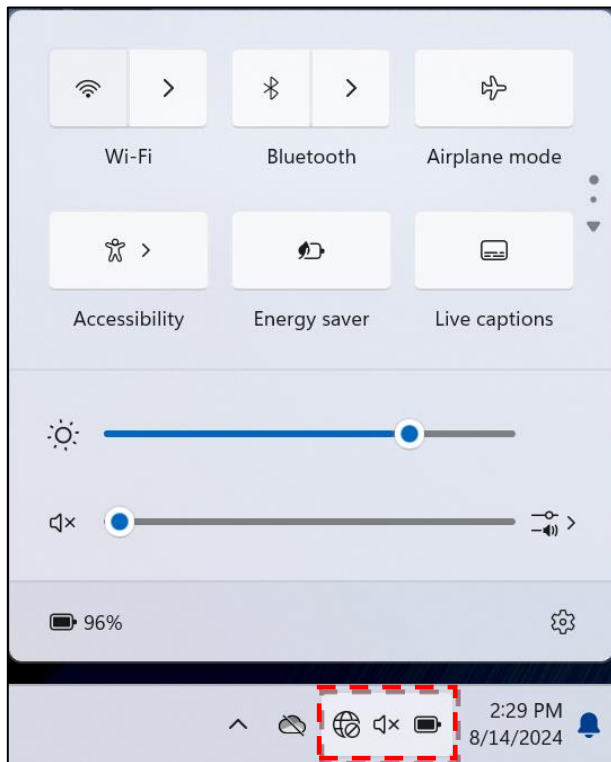 Wi-Fi Bluetooth Airplane mode
Accessibility Energy saver Live captions
96%
2:29 PM
8/14/2024